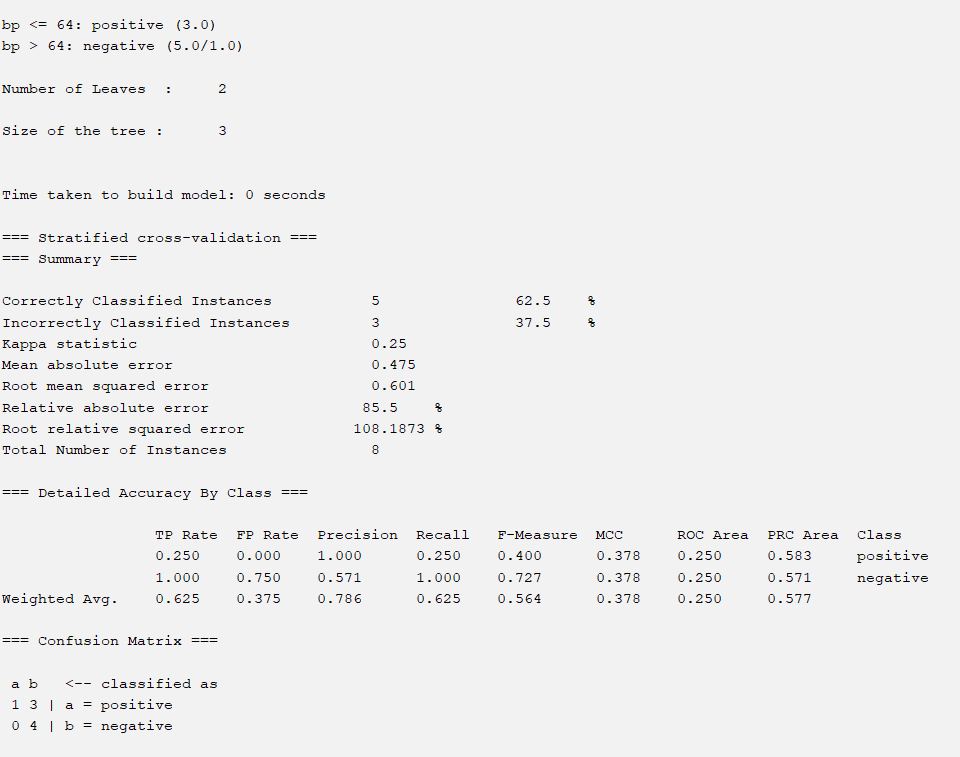 bp <= 64: positive (3.0)
bp > 64: negative (5.0/1.0)
Number of Leaves  :     2
Size of the tree :      3
Time taken to build model: 0 seconds
=== Stratified cross-validation ===
=== Summary ===
Correctly Classified Instances           5               62.5    %
Incorrectly Classified Instances         3               37.5    %
Kappa statistic                          0.25
Mean absolute error                      0.475
Root mean squared error                  0.601
Relative absolute error                 85.5    %
Root relative squared error            108.1873 %
Total Number of Instances                8
=== Detailed Accuracy By Class ===
                 TP Rate  FP Rate  Precision  Recall   F-Measure  MCC      ROC Area  PRC Area  Class
                 0.250    0.000    1.000      0.250    0.400      0.378    0.250     0.583     positive
                 1.000    0.750    0.571      1.000    0.727      0.378    0.250     0.571     negative
Weighted Avg.    0.625    0.375    0.786      0.625    0.564      0.378    0.250     0.577
=== Confusion Matrix ===
 a b   <-- classified as
 1 3 | a = positive
 0 4 | b = negative